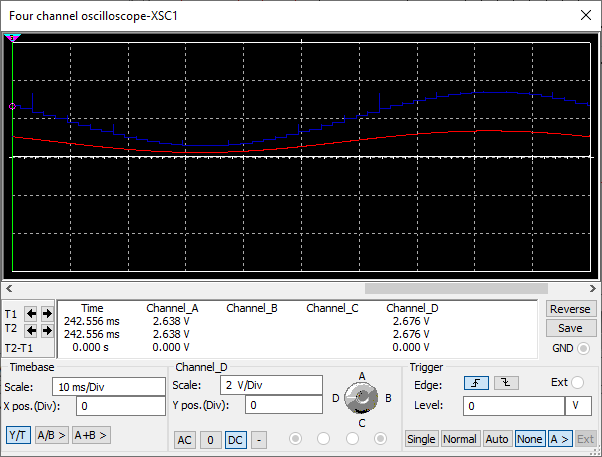 Four channel oscilloscope-XSC1
Time Channel_A Channel_B Channel_C Channel_D
T1 242.556 ms 2.638 V 2.676 V
T2 242.556 ms 2.638 V 2.676 V
T2-T1 0.000 s 0.000 V 0.000 V
Reverse
Save
GND
Timebase
Scale: 10 ms/Div
X pos.(Div): 0
Y/T A/B > A+B >
Channel_D
Scale: 2 V/Div
Y pos.(Div): 0
AC 0 DC -
A
D B
C
Trigger
Edge: Ext
Level: 0 V
Single Normal Auto None A > Ext